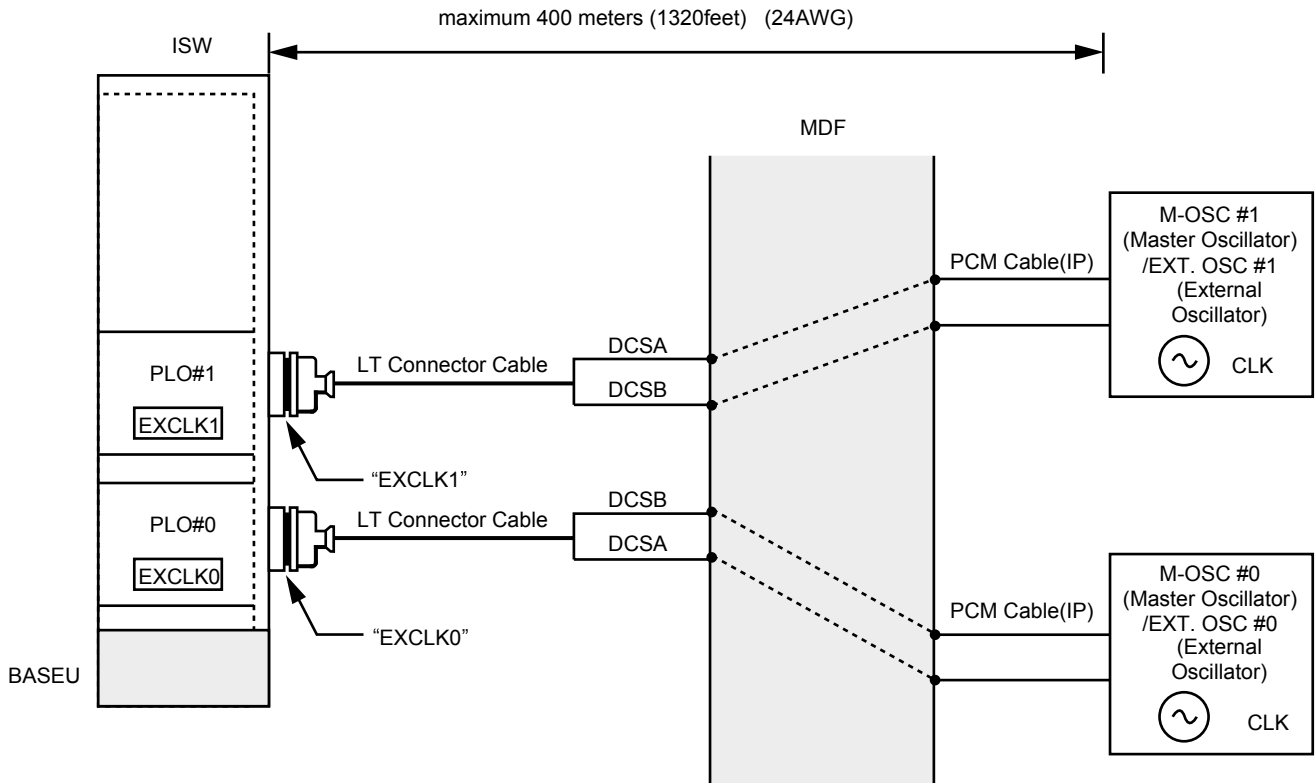 maximum 400 meters (1320feet) (24AWG)
ISW
MDF
M-OSC #1
(Master Oscillator)
/EXT. OSC #1
(External
Oscillator)
CLK
PCM Cable(IP)
DCSA
LT Connector Cable
DCSB
PLO#1
EXCLK1
“EXCLK1”
DCSB
LT Connector Cable
DCSA
PLO#0
EXCLK0
“EXCLK0”
M-OSC #0
(Master Oscillator)
/EXT. OSC #0
(External
Oscillator)
CLK
PCM Cable(IP)
BASEU